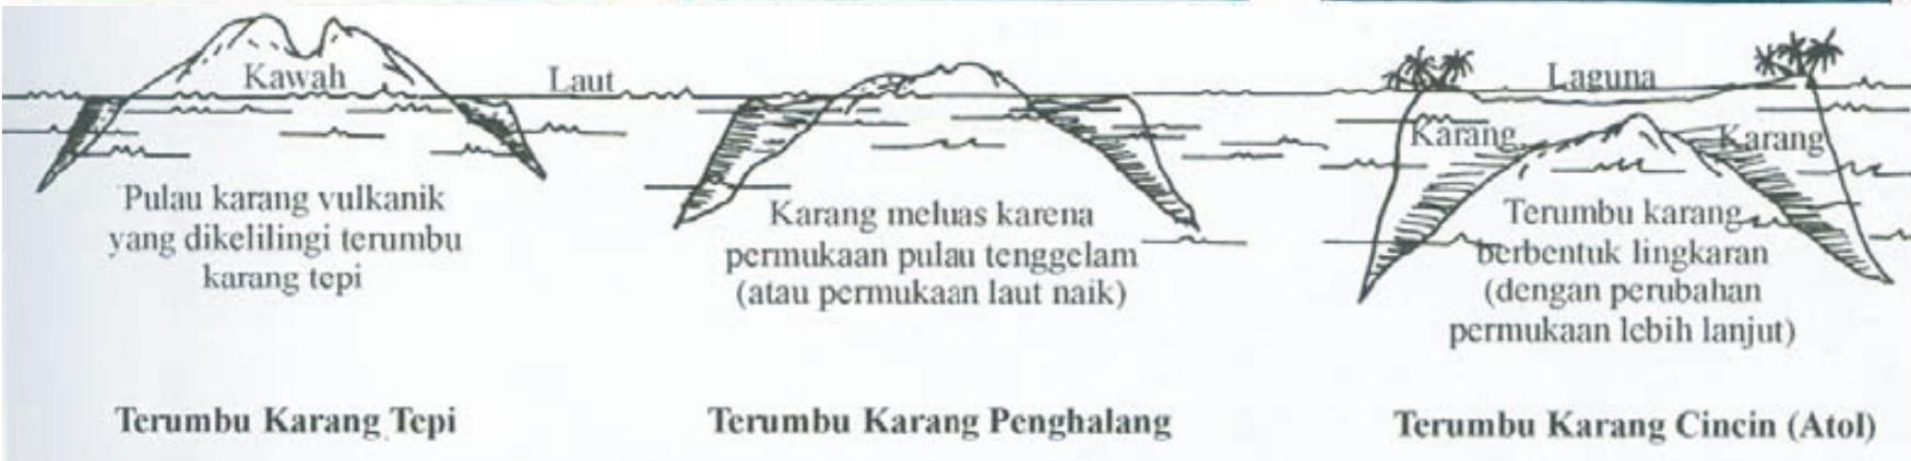 Kawah
Laut
Pulau karang vulkanik
yang dikelilingi terumbu
karang tepi
Terumbu Karang Tepi
Karang meluas karena
permukaan pulau tenggelam
(atau permukaan laut naik)
Terumbu Karang Penghalang
Laguna
Karang
Karang
Terumbu karang
berbentuk lingkaran
(dengan perubahan
permukaan lebih lanjut)
Terumbu Karang Cincin (Atol)